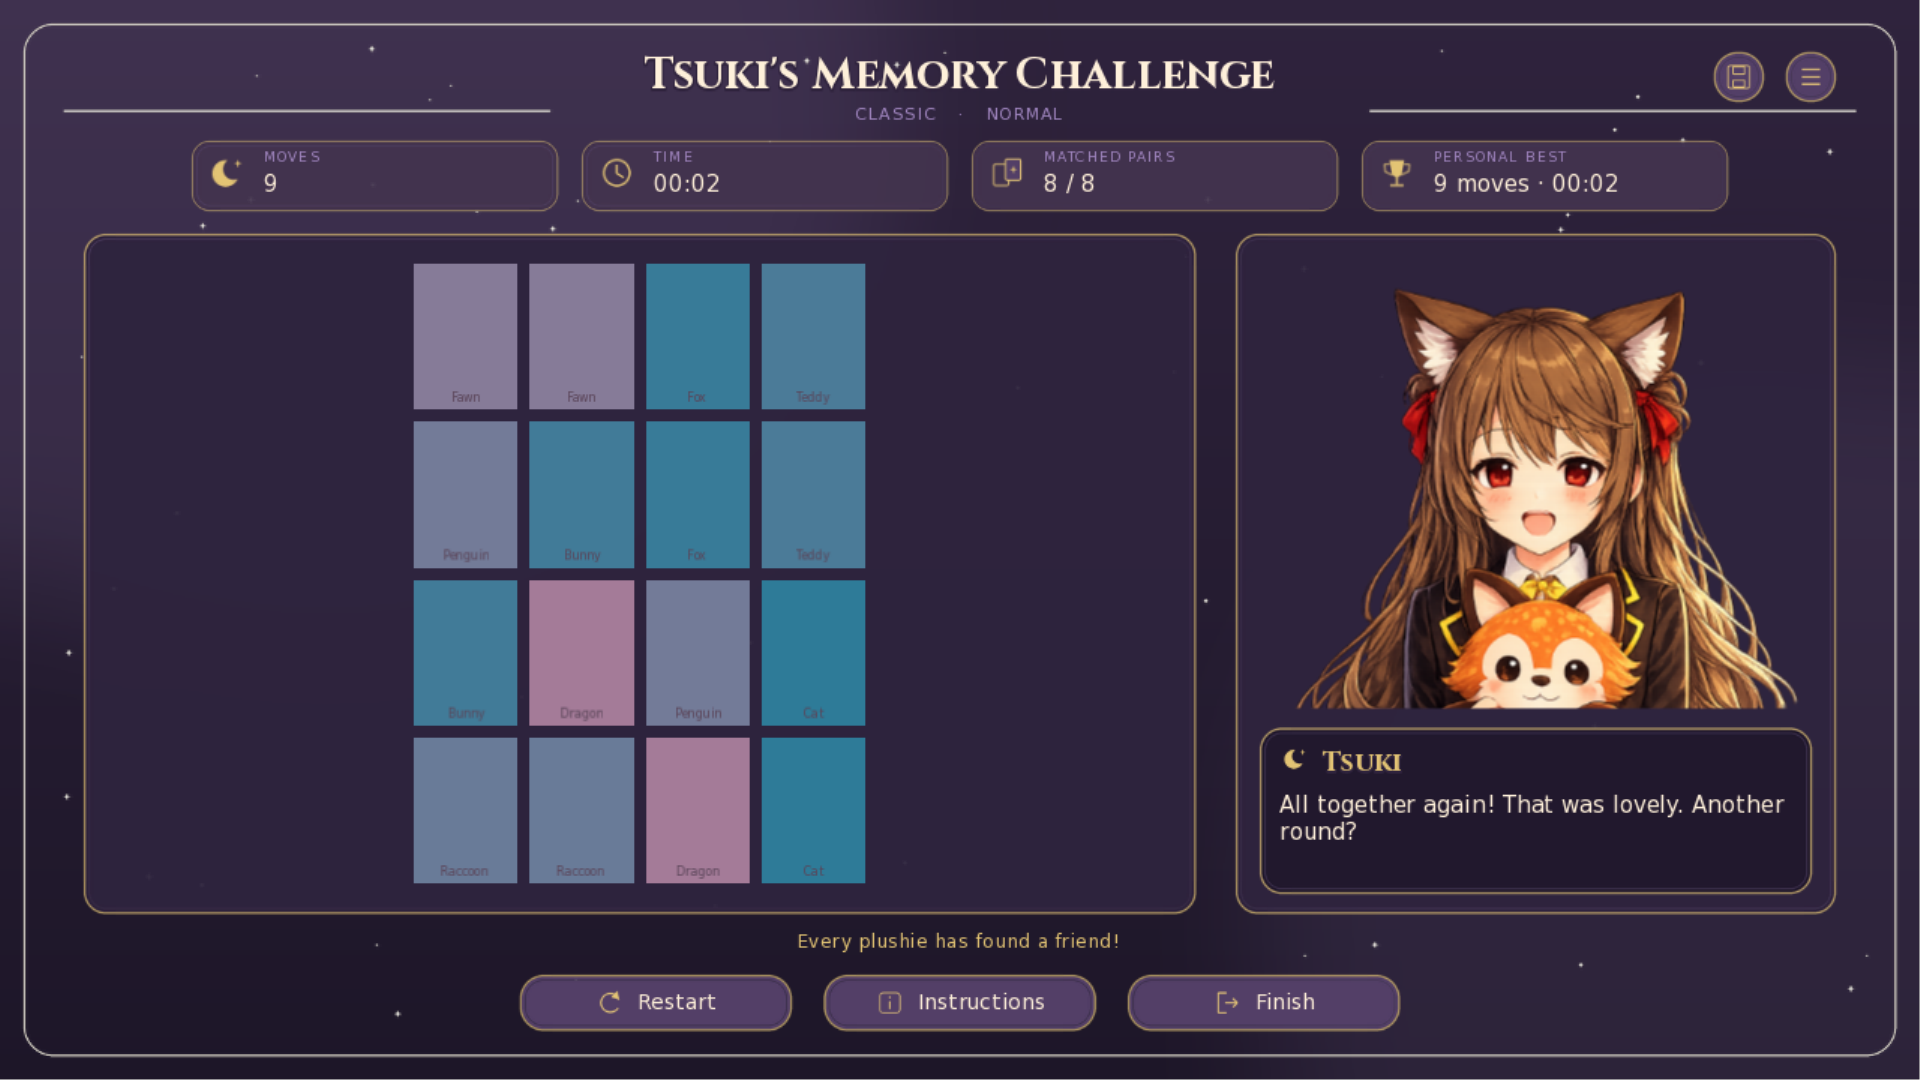 Tsuki's Memory Challenge
CLASSIC · NORMAL
MOVES
9
TIME
00:02
MATCHED PAIRS
8 / 8
PERSONAL BEST
9 moves · 00:02
Fawn Fawn Fox Teddy
Penguin Bunny Fox Teddy
Bunny Dragon Penguin Cat
Raccoon Raccoon Dragon Cat
Tsuki
All together again! That was lovely. Another
round?
Every plushie has found a friend!
Restart Instructions Finish